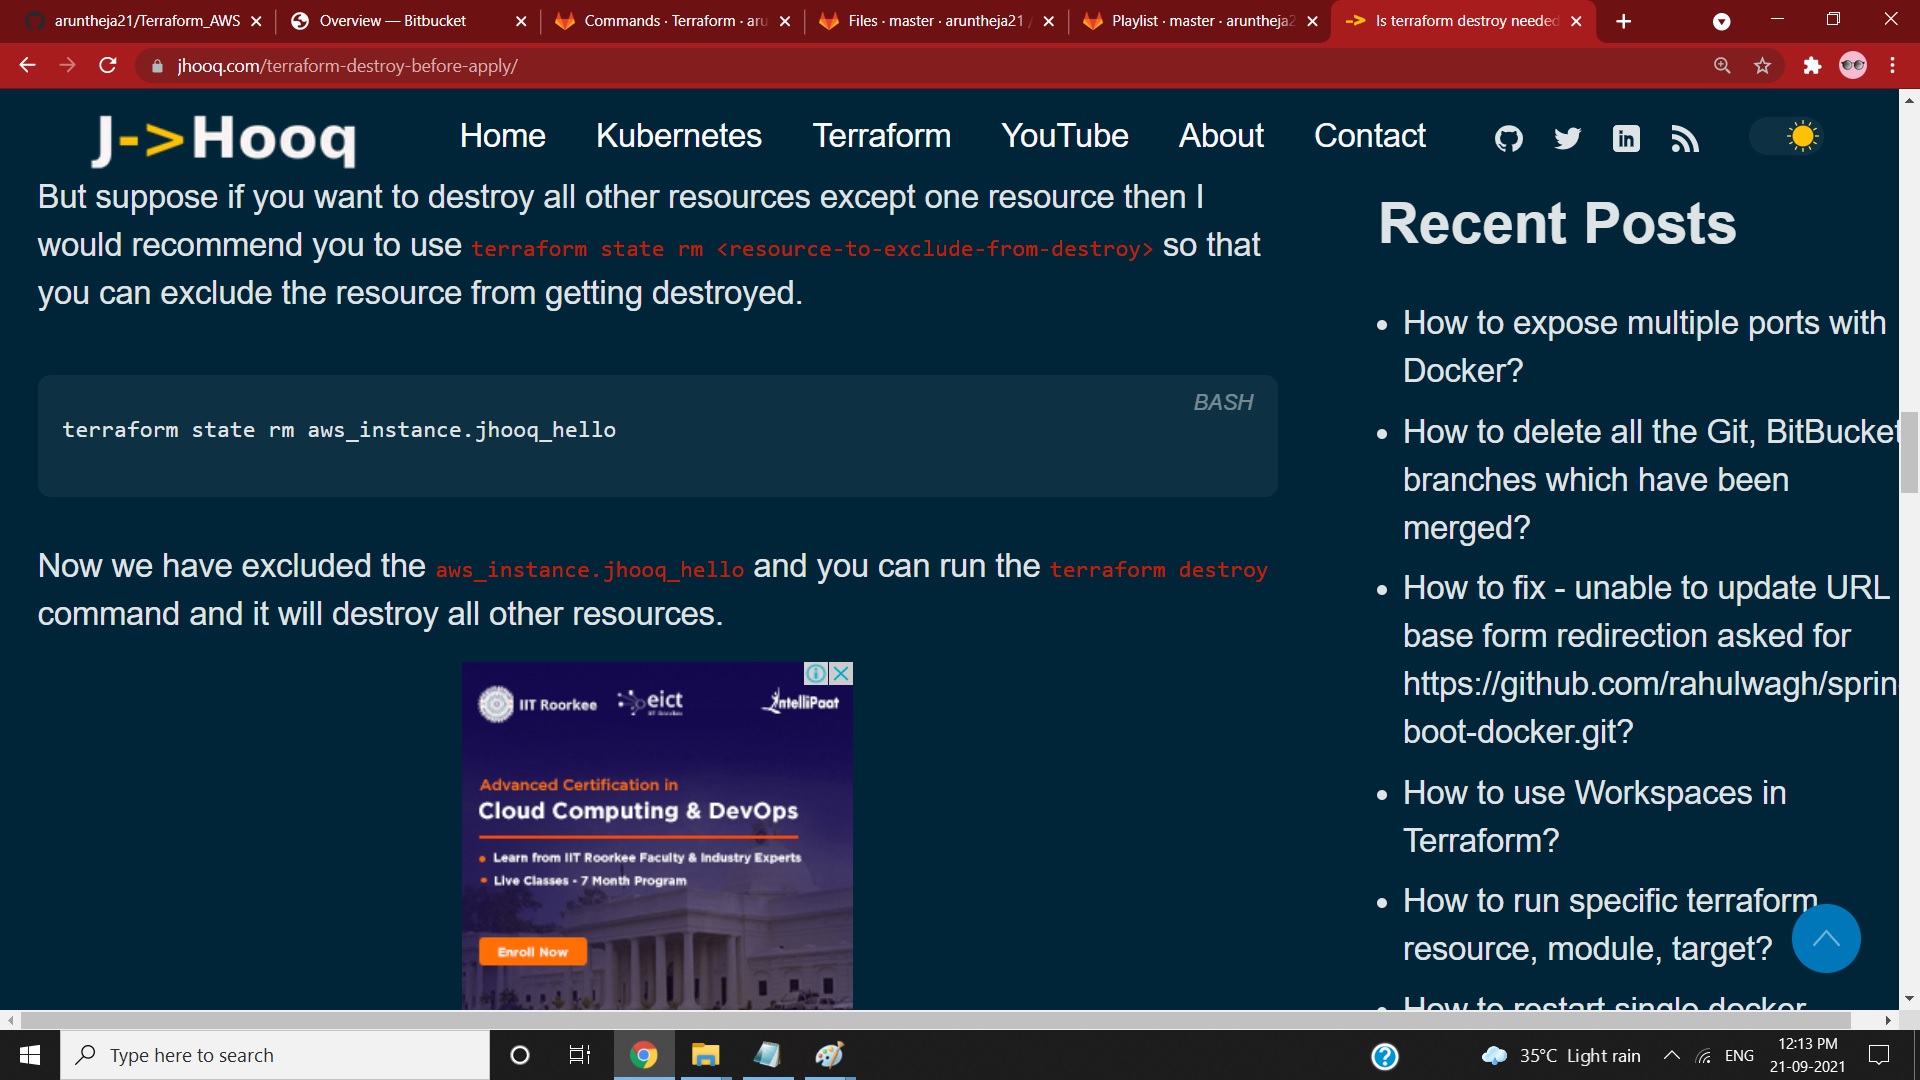 aruntheja21/Terraform_AWS
Overview — Bitbucket
Commands · Terraform · aru
Files · master · aruntheja21 /
Playlist · master · aruntheja2
Is terraform destroy needed
jhooq.com/terraform-destroy-before-apply/
J->Hooq
Home
Kubernetes
Terraform
YouTube
About
Contact
But suppose if you want to destroy all other resources except one resource then I
would recommend you to use terraform state rm <resource-to-exclude-from-destroy> so that
you can exclude the resource from getting destroyed.
BASH
terraform state rm aws_instance.jhooq_hello
Now we have excluded the aws_instance.jhooq_hello and you can run the terraform destroy
command and it will destroy all other resources.
IIT Roorkee
eict
IntelliPaat
Advanced Certification in
Cloud Computing & DevOps
• Learn from IIT Roorkee Faculty & Industry Experts
• Live Classes - 7 Month Program
Enroll Now
Recent Posts
• How to expose multiple ports with
Docker?
• How to delete all the Git, BitBucket
branches which have been
merged?
• How to fix - unable to update URL
base form redirection asked for
https://github.com/rahulwagh/sprin
boot-docker.git?
• How to use Workspaces in
Terraform?
• How to run specific terraform
resource, module, target?
• How to restart single docker
Type here to search
35°C Light rain
ENG
12:13 PM
21-09-2021